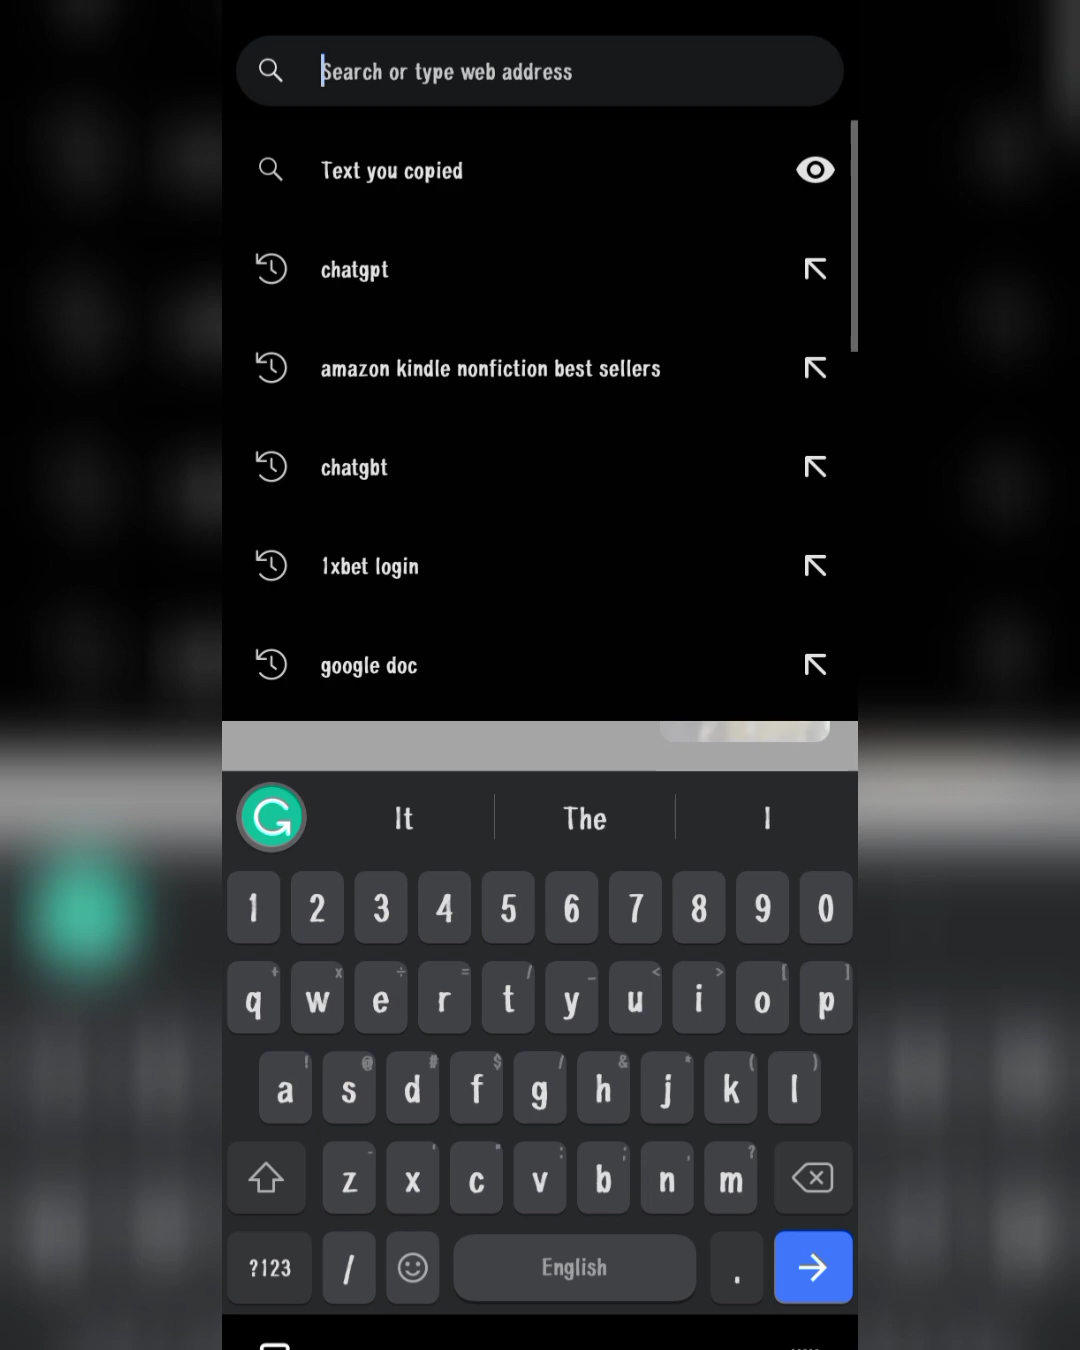 Search or type web address
Text you copied
chatgpt
amazon kindle nonfiction best sellers
chatgbt
1xbet login
google doc
It The I
1 2 3 4 5 6 7 8 9 0
+ x ÷ = / _ < > [ ]
q w e r t y u i o p
! @ # $ / & * ( )
a s d f g h j k l
- ' " : ; , ?
z x c v b n m
?123 / English .